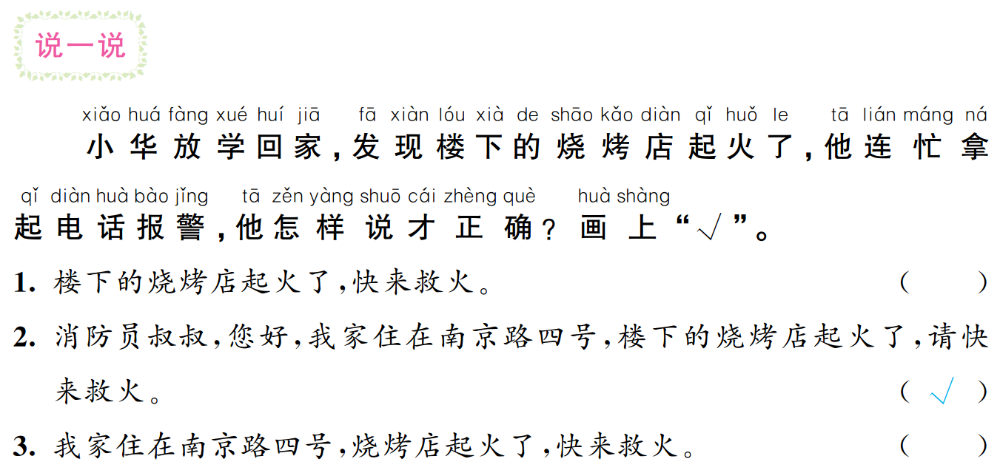 说一说
xiǎo huá fàng xué huí jiā fā xiàn lóu xià de shāo kǎo diàn qǐ huǒ le tā lián máng ná
小华放学回家,发现楼下的烧烤店起火了,他连忙拿
qǐ diàn huà bào jǐng tā zěn yàng shuō cái zhèng què huà shàng
起电话报警,他怎样说才正确?画上“√”。
1. 楼下的烧烤店起火了,快来救火。 ( )
2. 消防员叔叔,您好,我家住在南京路四号,楼下的烧烤店起火了,请快
来救火。 ( √ )
3. 我家住在南京路四号,烧烤店起火了,快来救火。 ( )